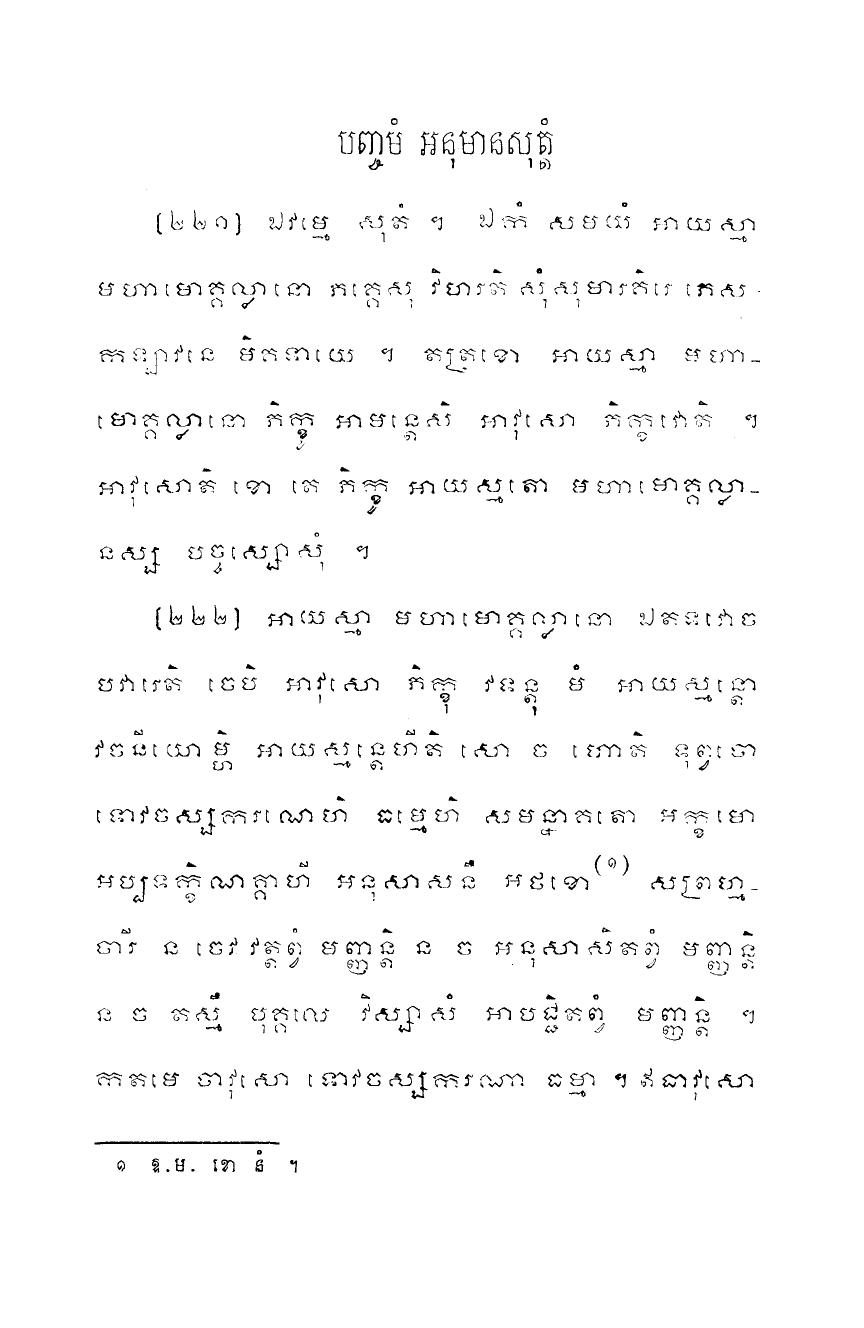 បញ្ចមំ អនុមានសុត្តំ
[២២១] ឯវម្មេ សុតំ ។ ឯកំ សមយំ អាយស្មា
មហាមោគ្គល្លានោ ភគ្គេសុ វិហរតិ សុំសុមារគិរេ ភេស-
កឡាវនេ មិគទាយេ ។ តត្រខោ អាយស្មា មហា-
មោគ្គល្លានោ ភិក្ខូ អាមន្តេសិ អាវុសោ ភិក្ខវោតិ ។
អាវុសោតិ ខោ តេ ភិក្ខូ អាយស្មតោ មហាមោគ្គល្លា-
នស្ស បច្ចស្សោសុំ ។
[២២២] អាយស្មា មហាមោគ្គល្លានោ ឯតទវោច
បវារេតិ ចេបិ អាវុសោ ភិក្ខុ វទន្តុ មំ អាយស្មន្តោ
វចនីយោម្ហិ អាយស្មន្តេហីតិ សោ ច ហោតិ ទុព្វចោ
ទោវចស្សករណេហិ ធម្មេហិ សមន្នាគតោ អក្ខមោ
អប្បទក្ខិណគ្គាហី អនុសាសនឹ អថខោ(១) សព្រហ្ម-
ចារី ន ចេវ វត្តព្វំ មញ្ញន្តិ ន ច អនុសាសិតព្វំ មញ្ញន្តិ
ន ច តស្មឹ បុគ្គលេ វិស្សាសំ អាបជ្ជិតព្វំ មញ្ញន្តិ ។
កតមេ ចាវុសោ ទោវចស្សករណា ធម្មា ។ ឥធាវុសោ
១ ឱ.ម. ខោ នំ ។